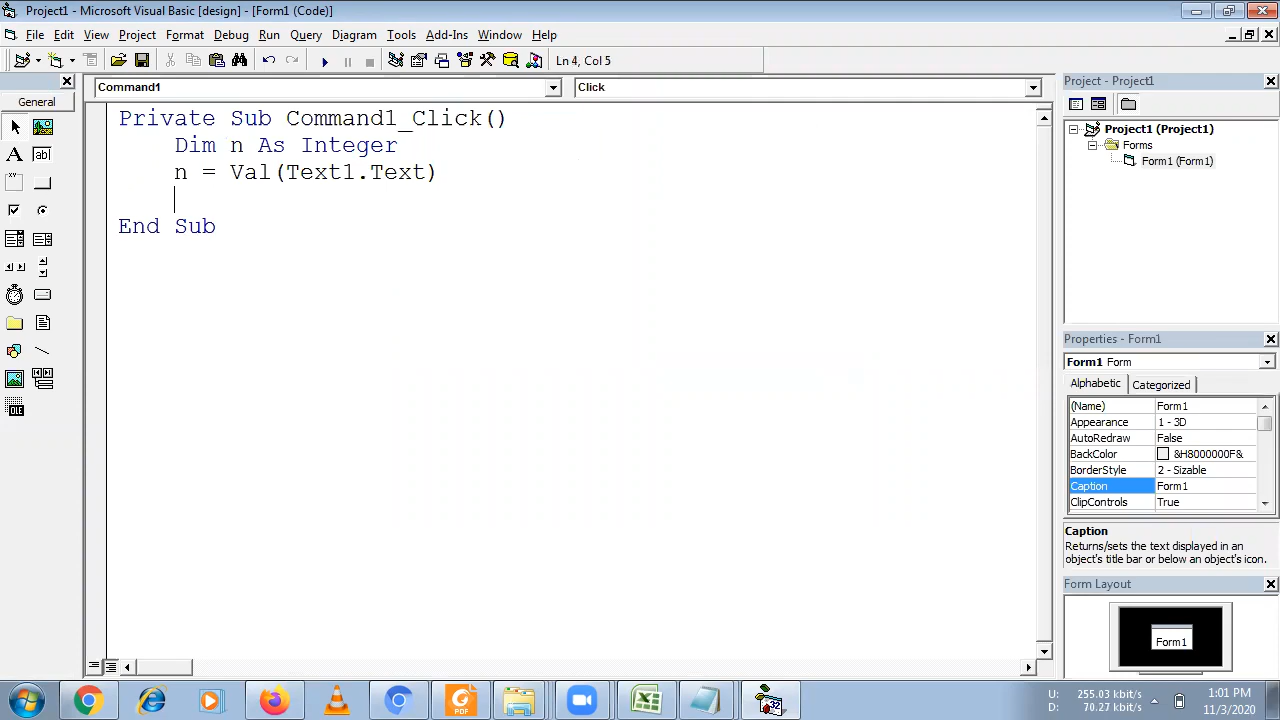 Project1 - Microsoft Visual Basic [design] - [Form1 (Code)]
File Edit View Project Format Debug Run Query Diagram Tools Add-Ins Window Help
Ln 4, Col 5
General
Command1
Click
Private Sub Command1_Click()
Dim n As Integer
n = Val(Text1.Text)
End Sub
A
ab|
xv
OLE
Project - Project1
Project1 (Project1)
Forms
Form1 (Form1)
Properties - Form1
Form1 Form
Alphabetic Categorized
(Name) Form1
Appearance 1 - 3D
AutoRedraw False
BackColor &H8000000F&
BorderStyle 2 - Sizable
Caption Form1
ClipControls True
Caption
Returns/sets the text displayed in an
object's title bar or below an object's icon.
Form Layout
Form1
PDF
32
U: 255.03 kbit/s
D: 70.27 kbit/s
1:01 PM
11/3/2020